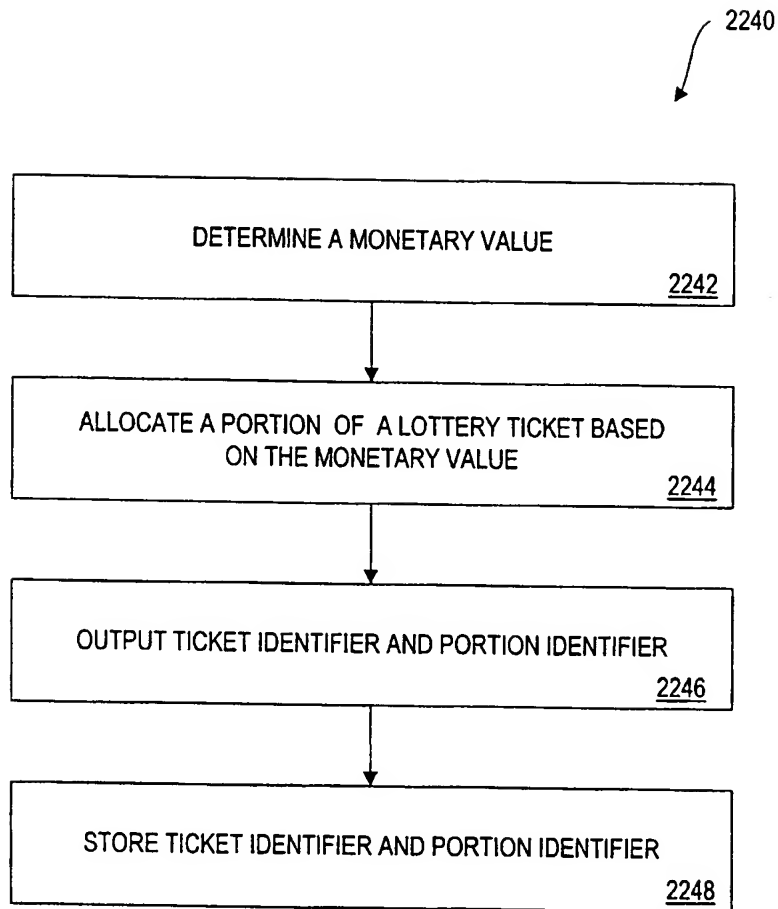 2240
DETERMINE A MONETARY VALUE
2242
ALLOCATE A PORTION OF A LOTTERY TICKET BASED
ON THE MONETARY VALUE
2244
OUTPUT TICKET IDENTIFIER AND PORTION IDENTIFIER
2246
STORE TICKET IDENTIFIER AND PORTION IDENTIFIER
2248